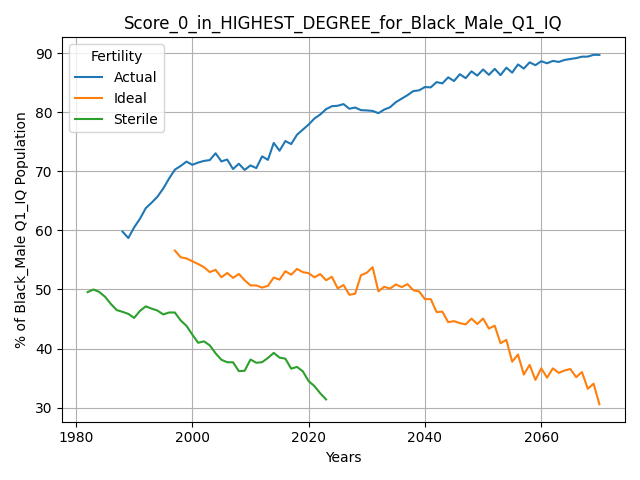 Score_0_in_HIGHEST_DEGREE_for_Black_Male_Q1_IQ
Fertility
Actual
Ideal
Sterile
% of Black_Male Q1_IQ Population
90
80
70
60
50
40
30
1980
2000
2020
2040
2060
Years